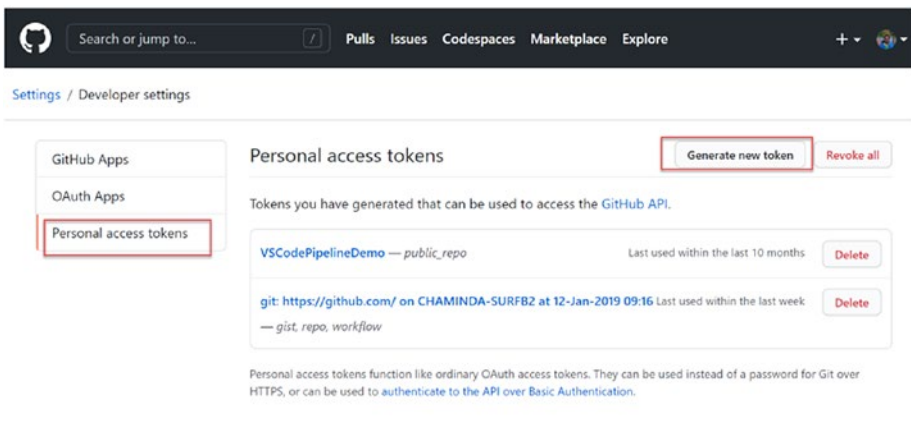 Search or jump to... / Pulls Issues Codespaces Marketplace Explore
Settings / Developer settings
GitHub Apps
OAuth Apps
Personal access tokens
Personal access tokens
Generate new token
Revoke all
Tokens you have generated that can be used to access the GitHub API.
VSCodePipelineDemo — public_repo
Last used within the last 10 months
Delete
git: https://github.com/ on CHAMINDA-SURFB2 at 12-Jan-2019 09:16
Last used within the last week
Delete
— gist, repo, workflow
Personal access tokens function like ordinary OAuth access tokens. They can be used instead of a password for Git over
HTTPS, or can be used to authenticate to the API over Basic Authentication.